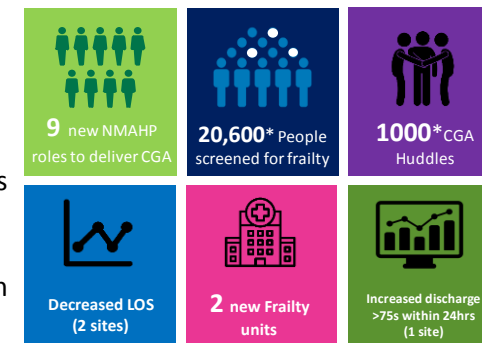 9 new NMAHP
roles to deliver CGA
20,600* People
screened for frailty
1000*CGA
Huddles
s
n
Decreased LOS
(2 sites)
2 new Frailty
units
Increased discharge
>75s within 24hrs
(1 site)